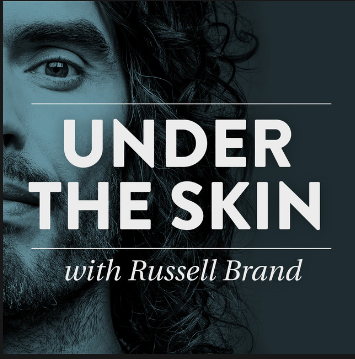 UNDER
THE SKIN
with Russell Brand